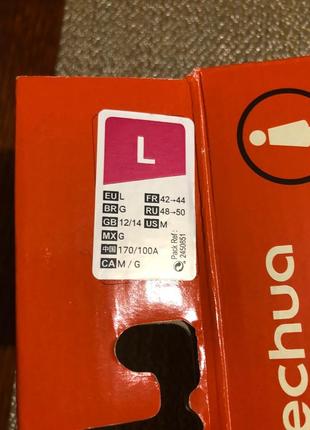 L
EU L FR 42→44
BR G RU 48→50
GB 12/14 US M
MX G
中国 170/100A
CA M / G
Pack Ref :
2450851
echua